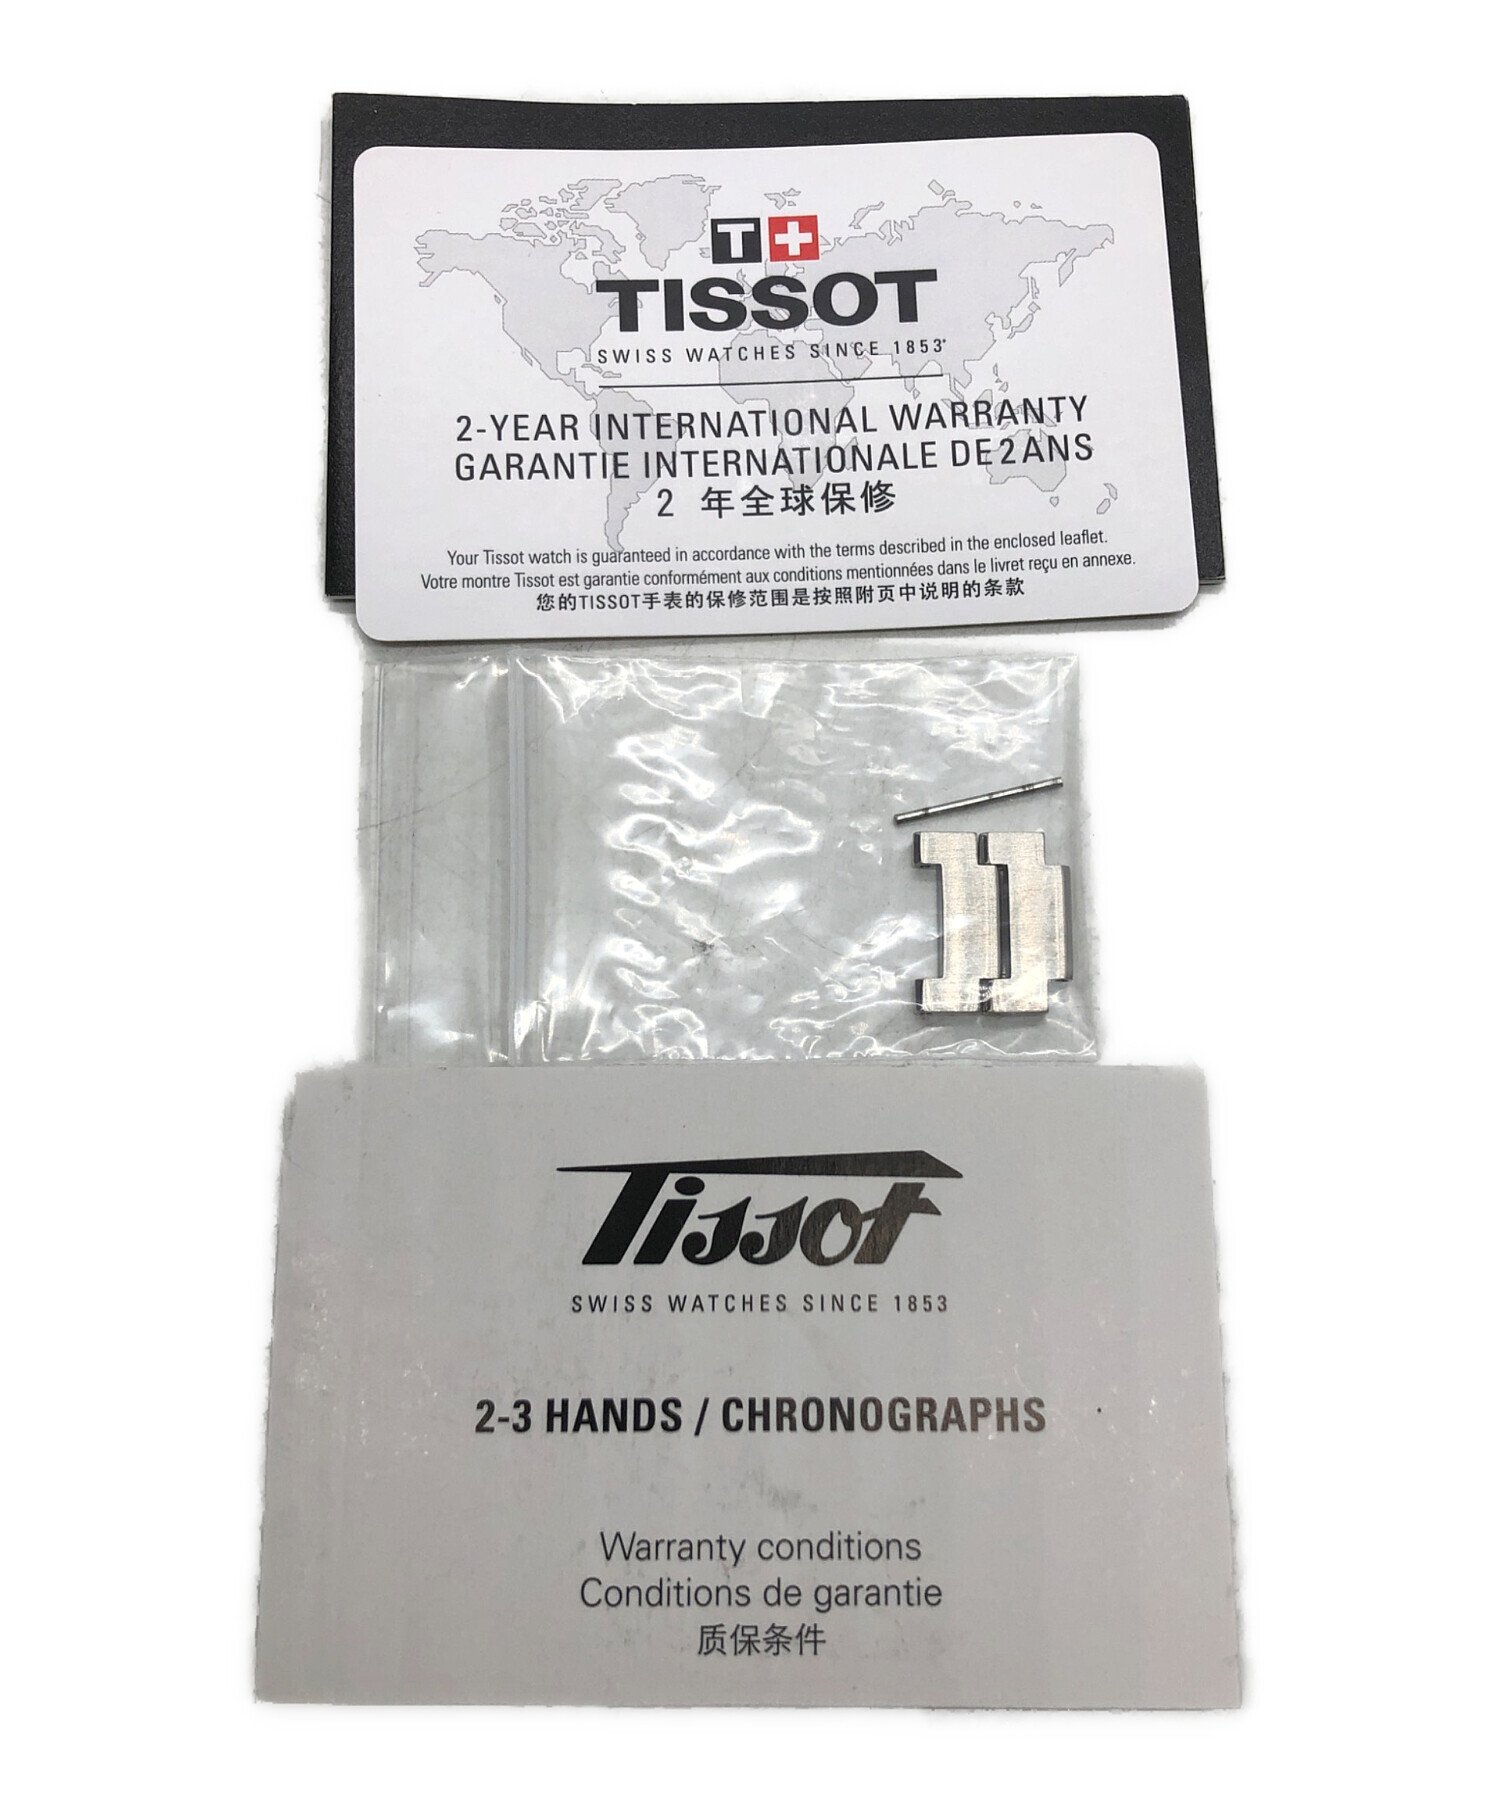 T+
TISSOT
SWISS WATCHES SINCE 1853
2-YEAR INTERNATIONAL WARRANTY
GARANTIE INTERNATIONALE DE 2 ANS
2 年全球保修
Your Tissot watch is guaranteed in accordance with the terms described in the enclosed leaflet.
Votre montre Tissot est garantie conformément aux conditions mentionnées dans le livret reçu en annexe.
您的TISSOT手表的保修范围是按照附页中说明的条款
Tissot
SWISS WATCHES SINCE 1853
2-3 HANDS / CHRONOGRAPHS
Warranty conditions
Conditions de garantie
质保条件